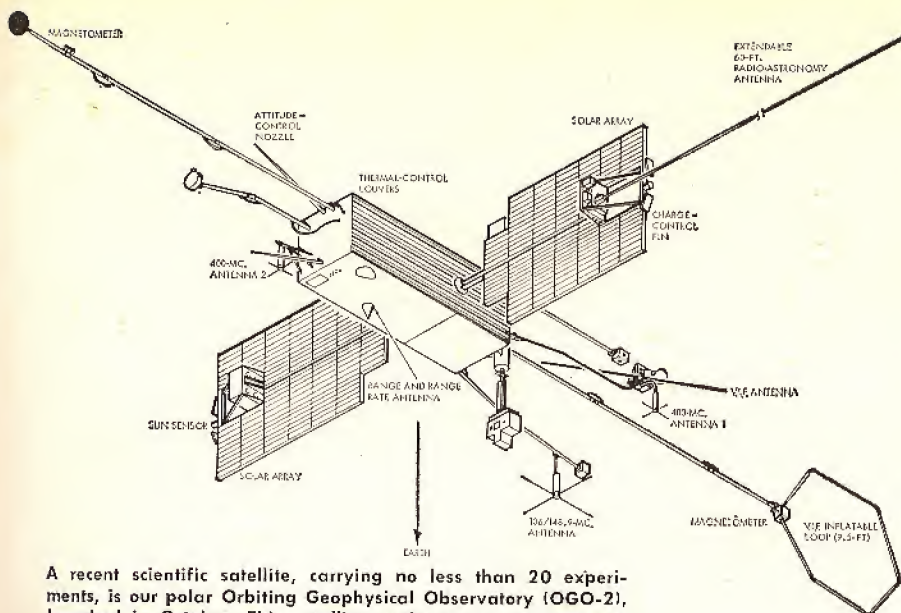 MAGNETOMETER
EXTENDABLE
60-FT.
RADIO-ASTRONOMY
ANTENNA
ATTITUDE-
CONTROL
NOZZLE
SOLAR ARRAY
THERMAL-CONTROL
LOUVERS
CHARGE-
CONTROL
400-MC.
ANTENNA 2
RANGE AND RANGE
RATE ANTENNA
VLF ANTENNA
400-MC.
ANTENNA 1
SUN SENSOR
SOLAR ARRAY
136/148.9-MC.
ANTENNA
MAGNETOMETER
VLF INFLATABLE
LOOP (9.5-FT)
EARTH
A recent scientific satellite, carrying no less than 20 experi-
ments, is our polar Orbiting Geophysical Observatory (OGO-2),